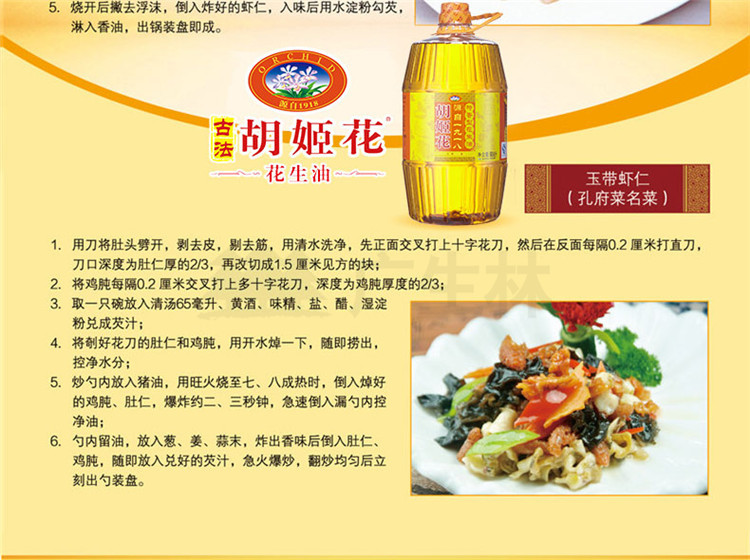 5. 烧开后撇去浮沫，倒入炸好的虾仁，入味后用水淀粉勾芡，
淋入香油，出锅装盘即成。
ORCHID
源自1918
古法
胡姬花
花生油
胡姬花
源自一九一八
玉带虾仁
（孔府菜名菜）
1. 用刀将肚头劈开，剥去皮，剔去筋，用清水洗净，先正面交叉打上十字花刀，然后在反面每隔0.2 厘米打直刀，
刀口深度为肚仁厚的2/3，再改切成1.5 厘米见方的块；
2. 将鸡肫每隔0.2 厘米交叉打上多十字花刀，深度为鸡肫厚度的2/3；
3. 取一只碗放入清汤65毫升、黄酒、味精、盐、醋、湿淀
粉兑成芡汁；
4. 将剞好花刀的肚仁和鸡肫，用开水焯一下，随即捞出，
控净水分；
5. 炒勺内放入猪油，用旺火烧至七、八成热时，倒入焯好
的鸡肫、肚仁，爆炸约二、三秒钟，急速倒入漏勺内控
净油；
6. 勺内留油，放入葱、姜、蒜末，炸出香味后倒入肚仁、
鸡肫，随即放入兑好的芡汁，急火爆炒，翻炒均匀后立
刻出勺装盘。